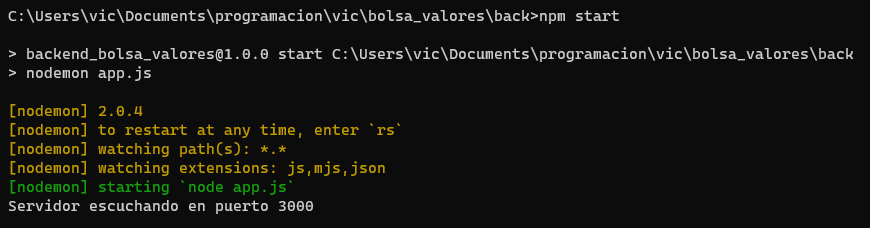 C:\Users\vic\Documents\programacion\vic\bolsa_valores\back>npm start
> backend_bolsa_valores@1.0.0 start C:\Users\vic\Documents\programacion\vic\bolsa_valores\back
> nodemon app.js
[nodemon] 2.0.4
[nodemon] to restart at any time, enter `rs`
[nodemon] watching path(s): *.*
[nodemon] watching extensions: js,mjs,json
[nodemon] starting `node app.js`
Servidor escuchando en puerto 3000